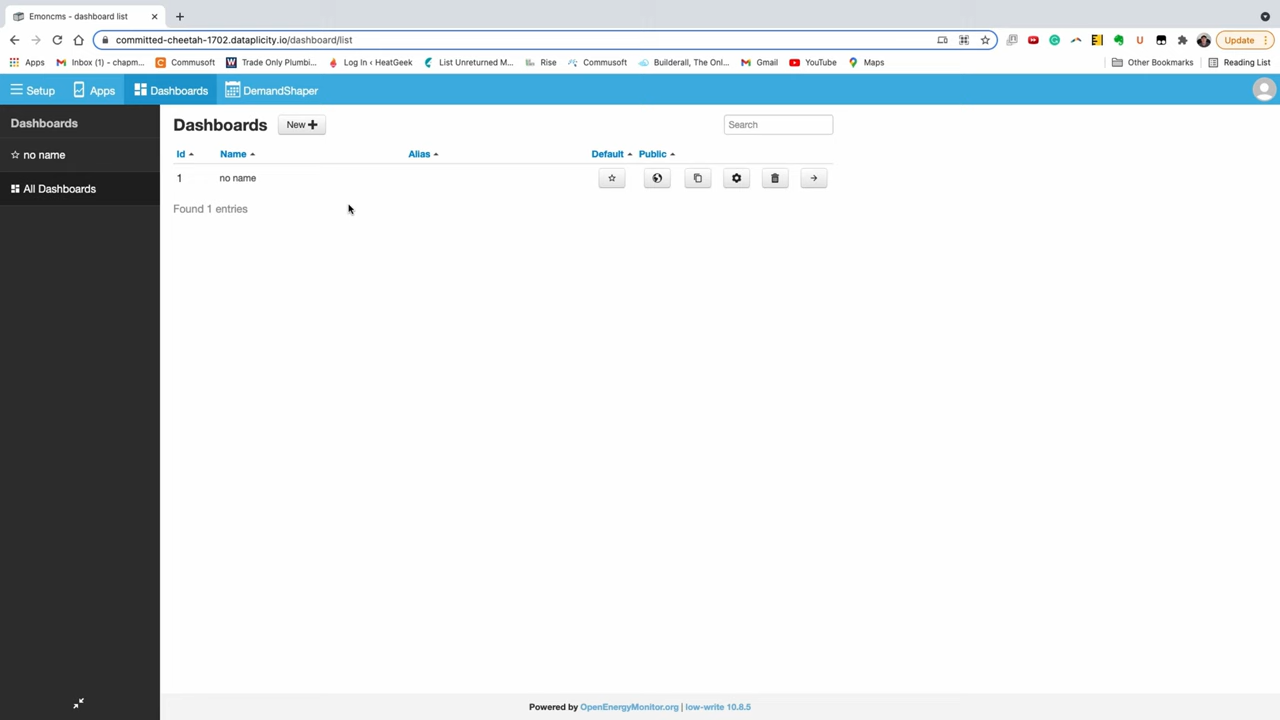 Emoncms - dashboard list
committed-cheetah-1702.dataplicity.io/dashboard/list
Update
Apps
Inbox (1) - chapm...
Commusoft
Trade Only Plumbi...
Log In ‹ HeatGeek
List Unreturned M...
Rise
Commusoft
Builderall, The Onl...
Gmail
YouTube
Maps
Other Bookmarks
Reading List
Setup
Apps
Dashboards
DemandShaper
Dashboards
no name
All Dashboards
Dashboards
New
Search
Id Name Alias Default Public
1 no name
Found 1 entries
Powered by OpenEnergyMonitor.org | low-write 10.8.5